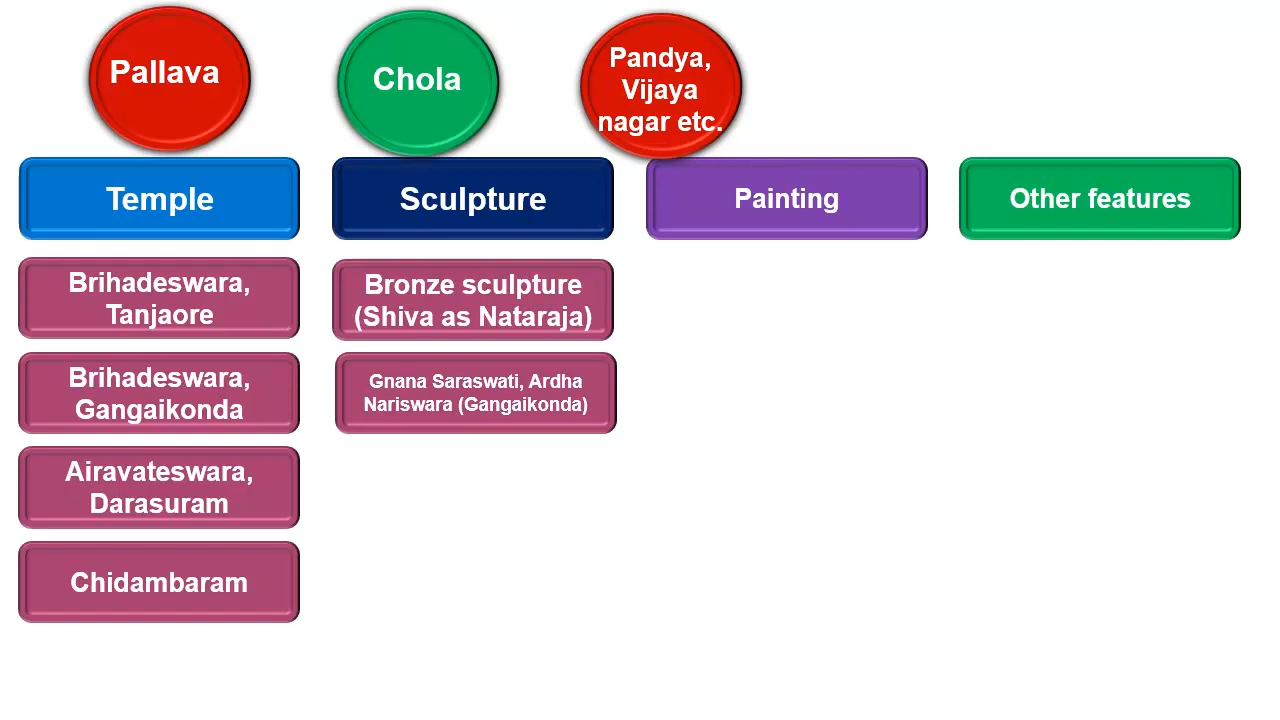 Pallava
Chola
Pandya,
Vijaya
nagar etc.
Temple
Sculpture
Painting
Other features
Brihadeswara,
Tanjaore
Bronze sculpture
(Shiva as Nataraja)
Brihadeswara,
Gangaikonda
Gnana Saraswati, Ardha
Nariswara (Gangaikonda)
Airavateswara,
Darasuram
Chidambaram